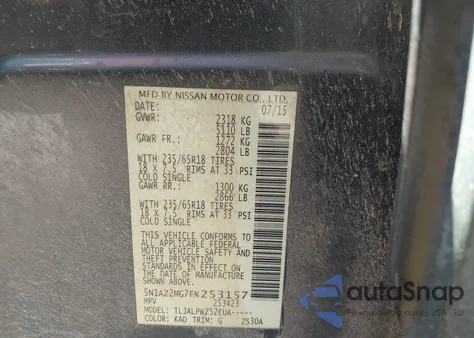 MFD BY NISSAN MOTOR CO., LTD.
DATE: 07/15
GVWR: 2318 KG
5110 LB
GAWR FR.: 1272 KG
2804 LB
WITH 235/65R18 TIRES
18 X 7.5 RIMS AT 33 PSI
COLD SINGLE
GAWR RR.: 1300 KG
2866 LB
WITH 235/65R18 TIRES
18 X 7.5 RIMS AT 33 PSI
COLD SINGLE
THIS VEHICLE CONFORMS TO
ALL APPLICABLE FEDERAL
MOTOR VEHICLE SAFETY AND
THEFT PREVENTION
STANDARDS IN EFFECT ON
THE DATE OF MANUFACTURE
SHOWN ABOVE.
5N1AZ2MG7FN253157
MPV 253423
TLJALPWZ52EUA-----
COLOR: KAD TRIM: G Z530A
autoSnap